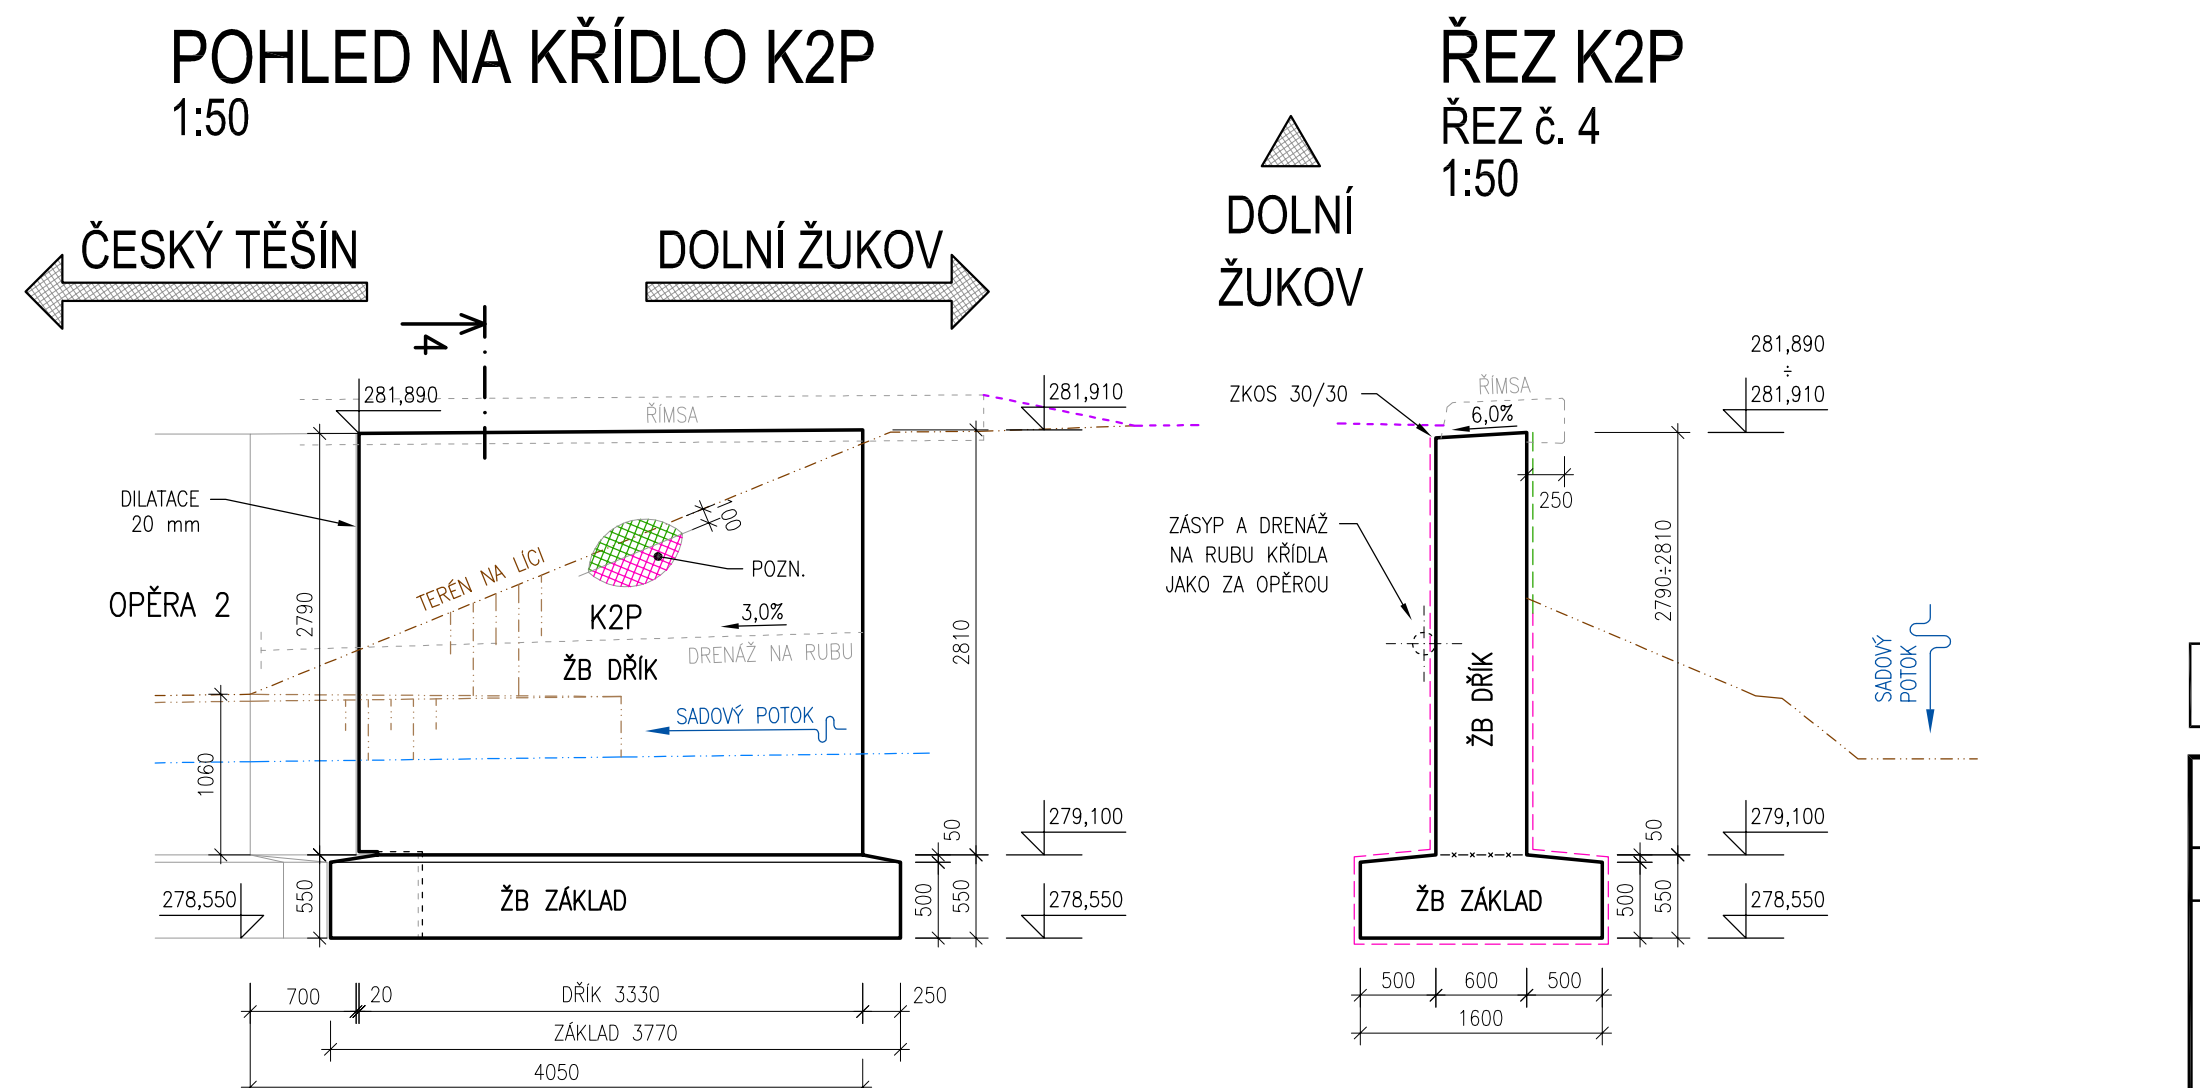 POHLED NA KŘÍDLO K2P
1:50
ČESKÝ TĚŠÍN
DOLNÍ ŽUKOV
4
281,890
ŘÍMSA
281,910
DILATACE
20 mm
OPĚRA 2
2790
TERÉN NA LÍCI
100
POZN.
K2P
3,0%
DRENÁŽ NA RUBU
ŽB DŘÍK
2810
SADOVÝ POTOK
1060
279,100
50
278,550
550
ŽB ZÁKLAD
500
550
278,550
700
20
DŘÍK 3330
250
ZÁKLAD 3770
4050
ŘEZ K2P
ŘEZ č. 4
1:50
DOLNÍ
ŽUKOV
281,890
÷
281,910
ZKOS 30/30
ŘÍMSA
6,0%
250
ZÁSYP A DRENÁŽ
NA RUBU KŘÍDLA
JAKO ZA OPĚROU
2790÷2810
ŽB DŘÍK
SADOVÝ
POTOK
279,100
50
ŽB ZÁKLAD
500
550
278,550
500
600
500
1600